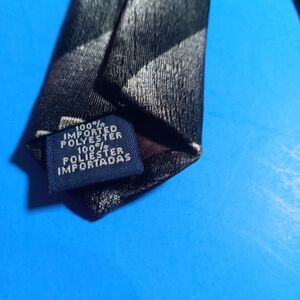 100%
IMPORTED
POLYESTER
100%
POLIESTER
IMPORTADAS